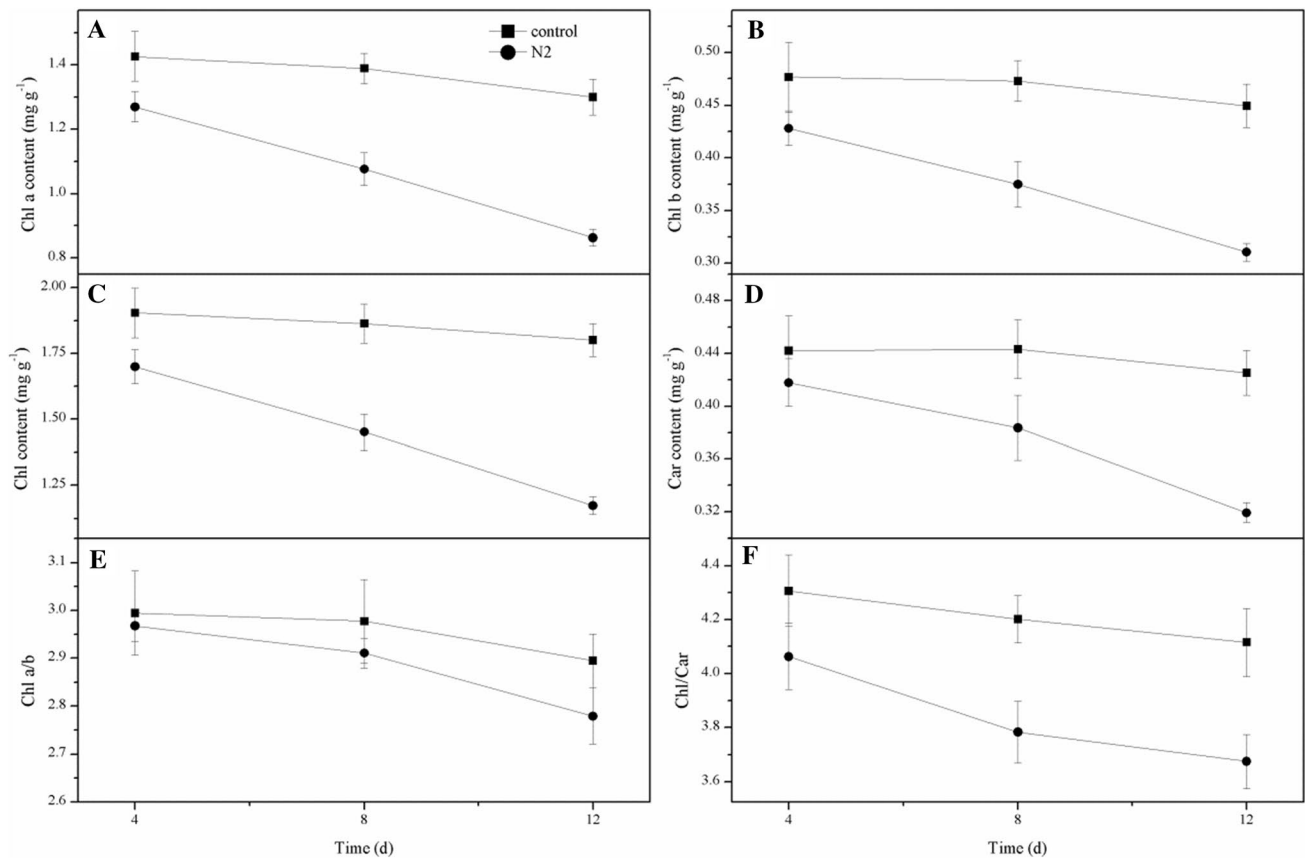 A
control
N2
1.4
1.2
1.0
0.8
Chl a content (mg g-1)
B
0.50
0.45
0.40
0.35
0.30
Chl b content (mg g-1)
C
2.00
1.75
1.50
1.25
Chl content (mg g-1)
D
0.48
0.44
0.40
0.36
0.32
Car content (mg g-1)
E
3.1
3.0
2.9
2.8
2.7
2.6
Chl a/b
4
8
12
Time (d)
F
4.4
4.2
4.0
3.8
3.6
Chl/Car
4
8
12
Time (d)